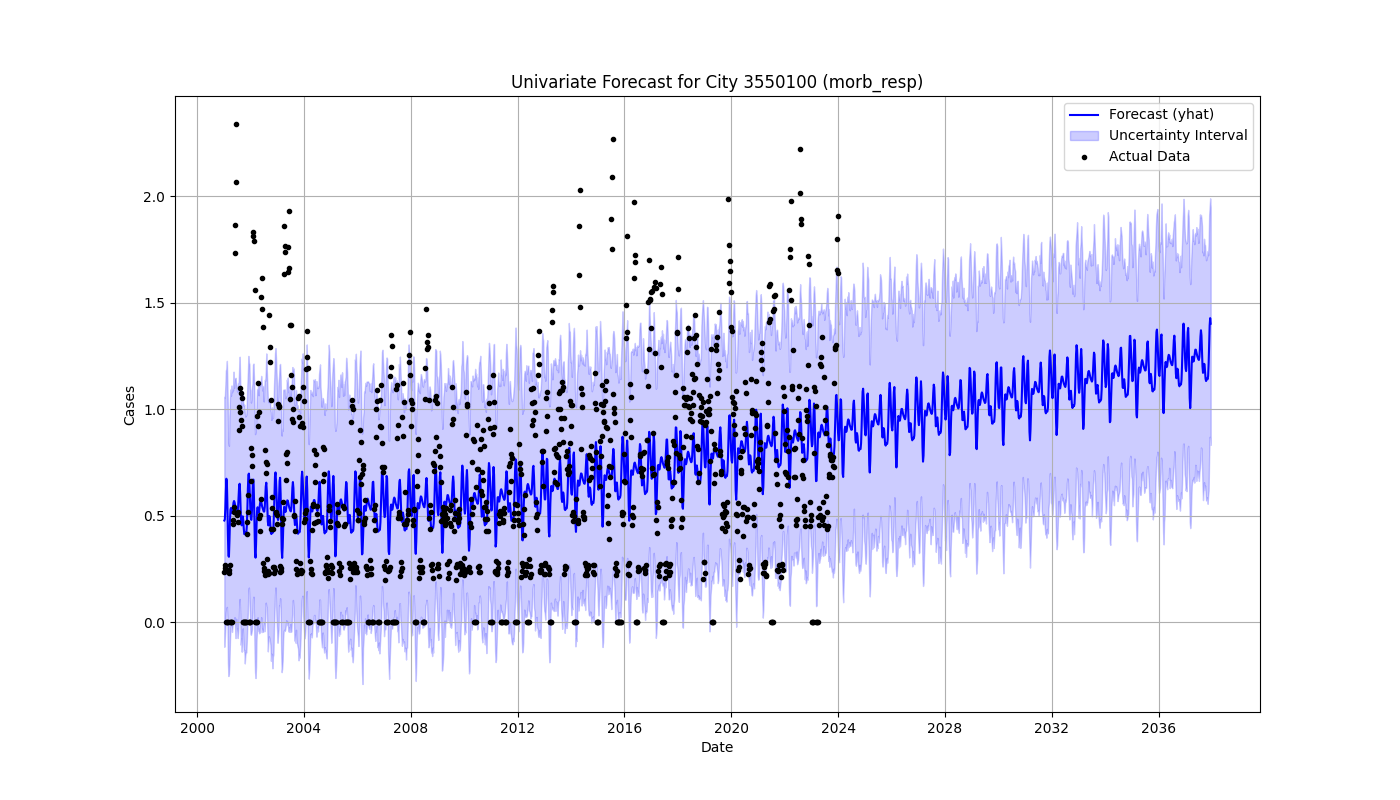 Univariate Forecast for City 3550100 (morb_resp)
Forecast (yhat)
Uncertainty Interval
Actual Data
Cases
2.0
1.5
1.0
0.5
0.0
2000 2004 2008 2012 2016 2020 2024 2028 2032 2036
Date